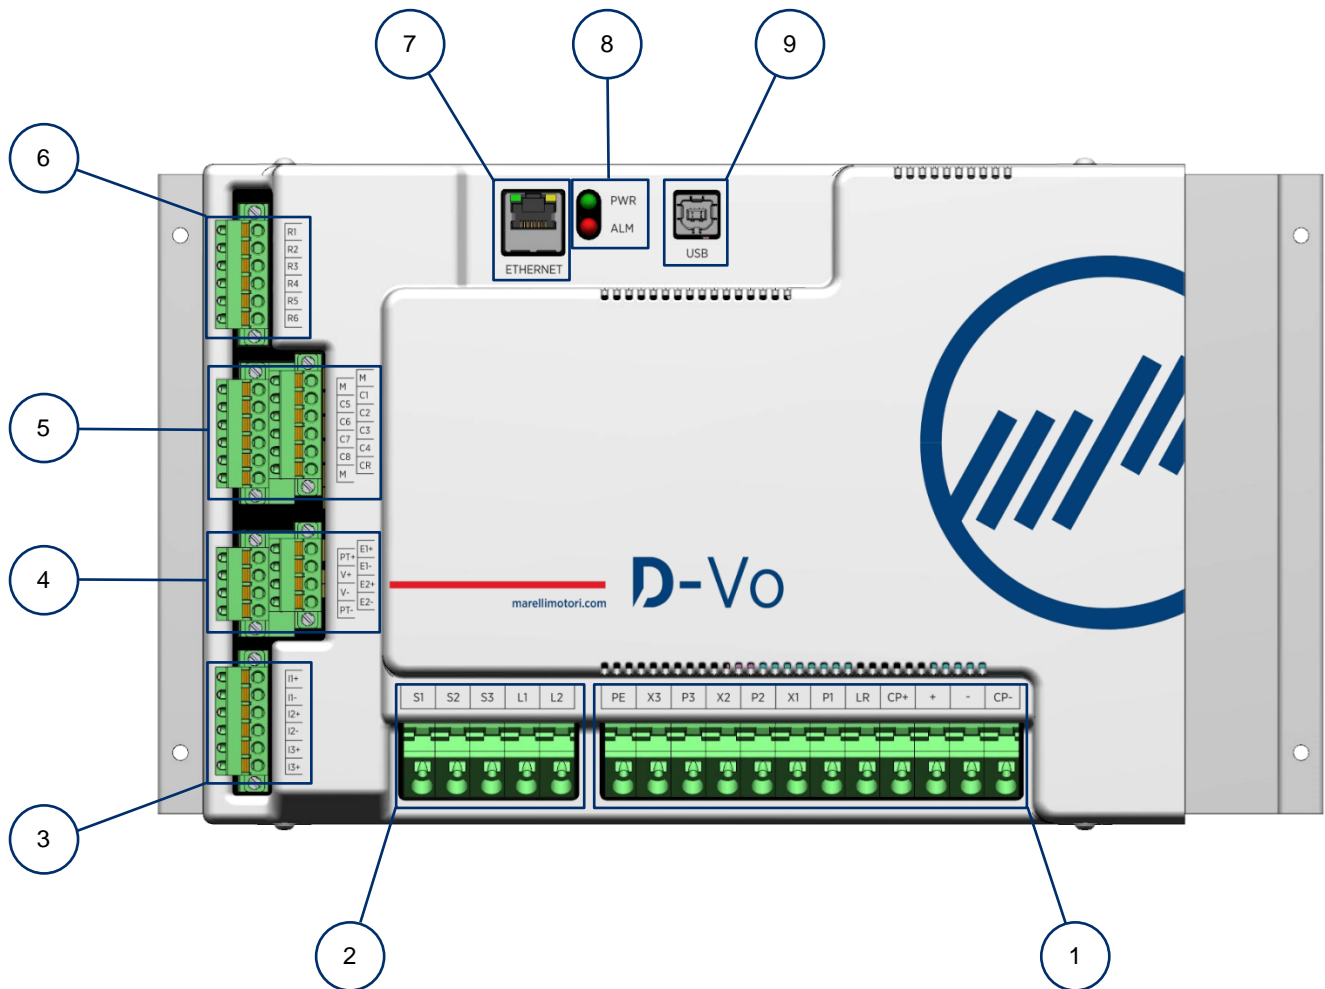 7
8
9
6
PWR
ALM
ETHERNET
USB
R1
R2
R3
R4
R5
R6
5
M
C5
C6
C7
C8
M
M
C1
C2
C3
C4
CR
4
PT+
V+
V-
PT-
E1+
E1-
E2+
E2-
D-Vo
marellimotori.com
3
I1+
I1-
I2+
I2-
I3+
I3+
S1 S2 S3 L1 L2
PE X3 P3 X2 P2 X1 P1 LR CP+ + - CP-
2
1